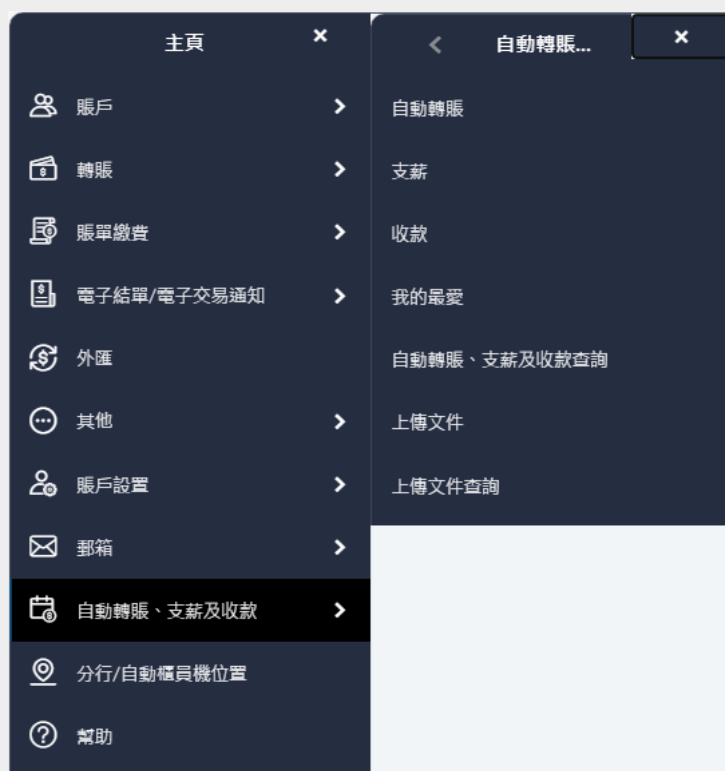 主頁
賬戶
轉賬
賬單繳費
電子結單/電子交易通知
外匯
其他
賬戶設置
郵箱
自動轉賬、支薪及收款
分行/自動櫃員機位置
幫助
自動轉賬...
自動轉賬
支薪
收款
我的最愛
自動轉賬、支薪及收款查詢
上傳文件
上傳文件查詢